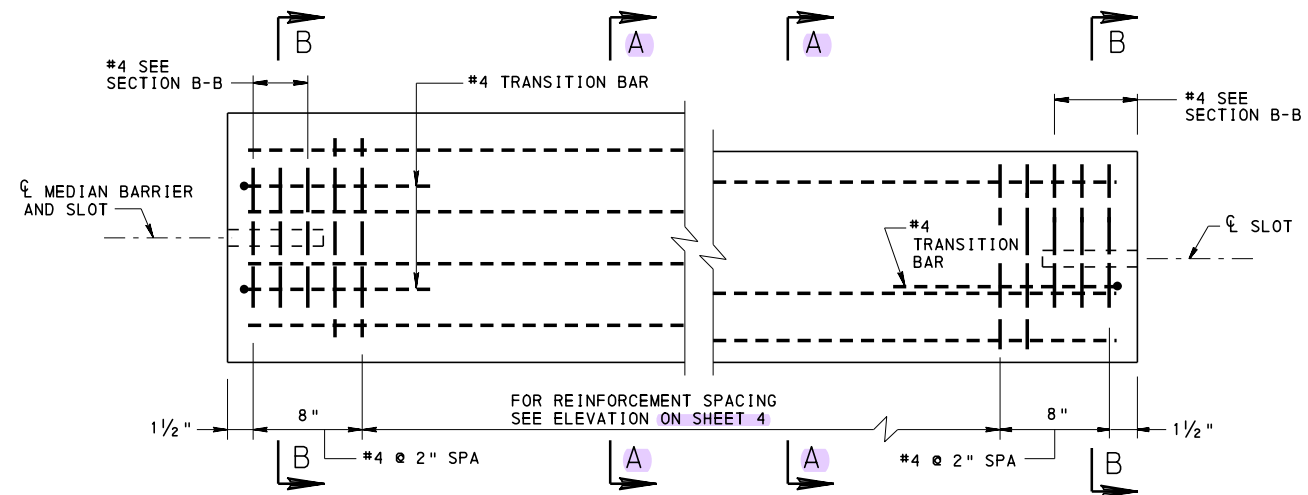 B
A
A
B
#4 SEE
SECTION B-B
#4 TRANSITION BAR
#4 SEE
SECTION B-B
℄ MEDIAN BARRIER
AND SLOT
#4
TRANSITION
BAR
℄ SLOT
FOR REINFORCEMENT SPACING
SEE ELEVATION ON SHEET 4
1½"
8"
8"
1½"
B
#4 @ 2" SPA
A
A
#4 @ 2" SPA
B